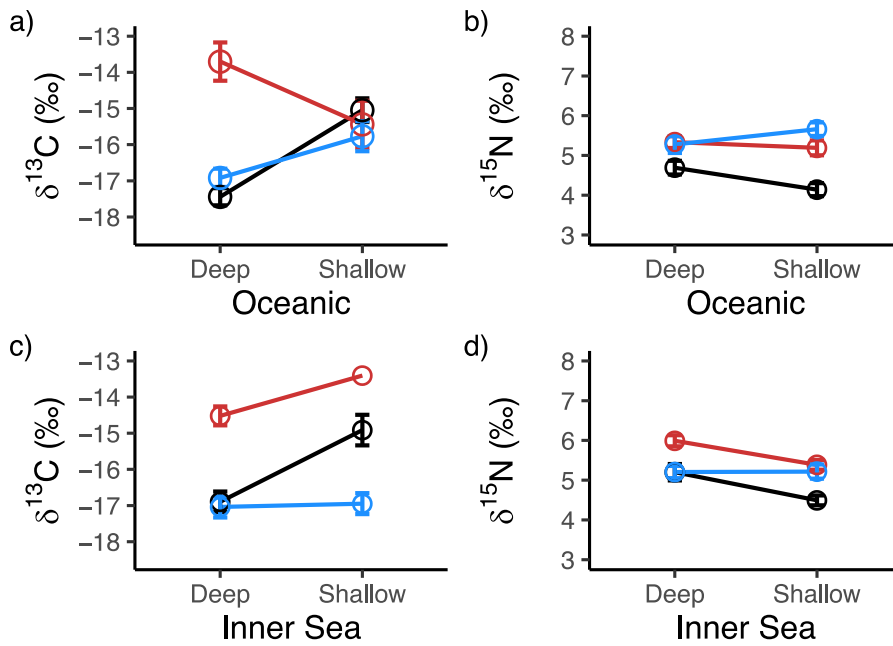 a)
δ13C (‰)
−13
−14
−15
−16
−17
−18
Deep Shallow
Oceanic
b)
δ15N (‰)
8
7
6
5
4
3
Deep Shallow
Oceanic
c)
δ13C (‰)
−13
−14
−15
−16
−17
−18
Deep Shallow
Inner Sea
d)
δ15N (‰)
8
7
6
5
4
3
Deep Shallow
Inner Sea